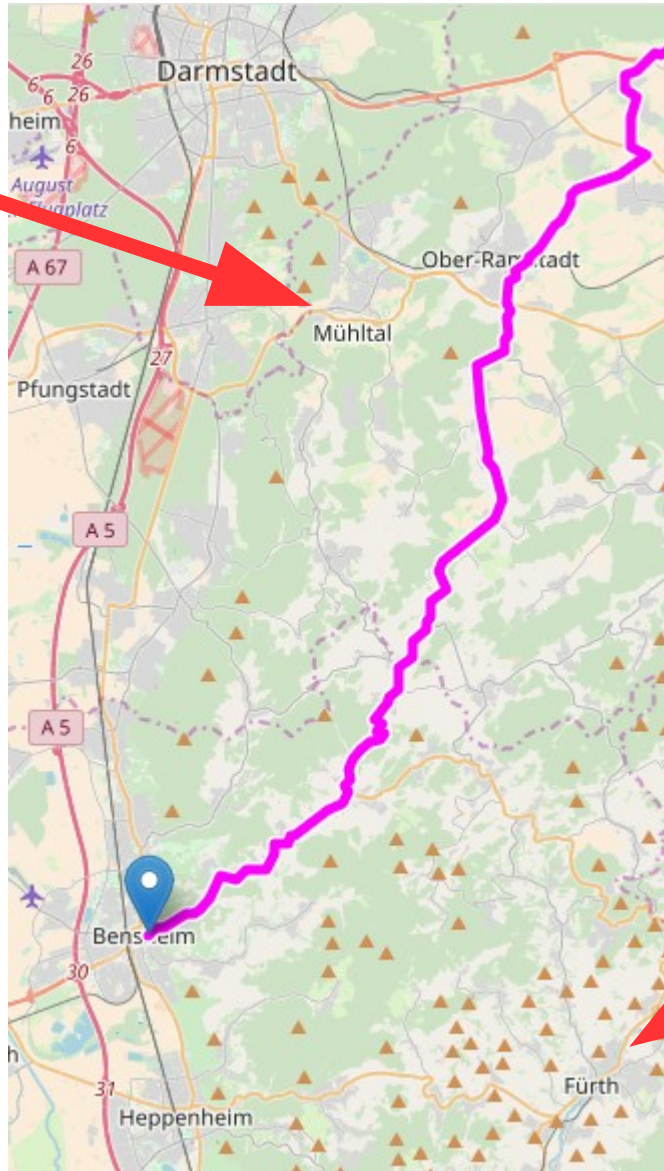 26
Darmstadt
6
26
6
heim
6
August
Flugplatz
A 67
Ober-Ramstadt
Mühltal
27
Pfungstadt
A 5
A 5
Bensheim
30
h
31
Fürth
Heppenheim